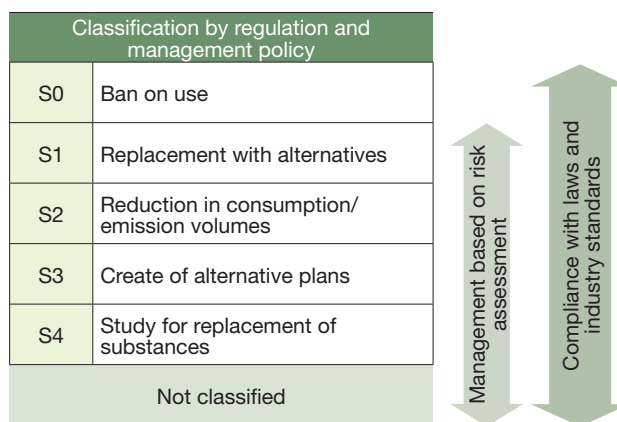 Classification by regulation and
management policy
S0 Ban on use
S1 Replacement with alternatives
S2 Reduction in consumption/
emission volumes
S3 Create of alternative plans
S4 Study for replacement of
substances
Not classified
Management based on risk
assessment
Compliance with laws and
industry standards